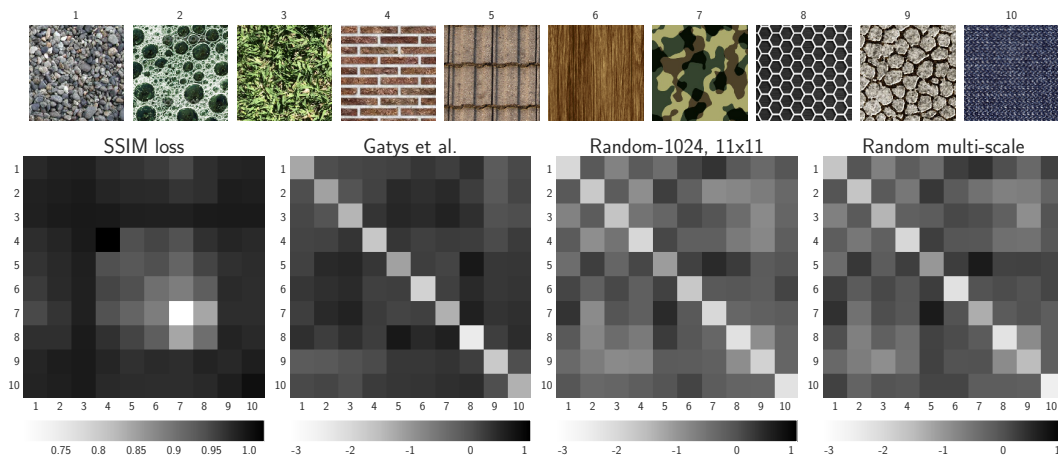 1 2 3 4 5 6 7 8 9 10
SSIM loss Gatys et al. Random-1024, 11x11 Random multi-scale
1 1 1 1
2 2 2 2
3 3 3 3
4 4 4 4
5 5 5 5
6 6 6 6
7 7 7 7
8 8 8 8
9 9 9 9
10 10 10 10
1 2 3 4 5 6 7 8 9 10 1 2 3 4 5 6 7 8 9 10 1 2 3 4 5 6 7 8 9 10 1 2 3 4 5 6 7 8 9 10
0.75 0.8 0.85 0.9 0.95 1.0 -3 -2 -1 0 1 -3 -2 -1 0 1 -3 -2 -1 0 1